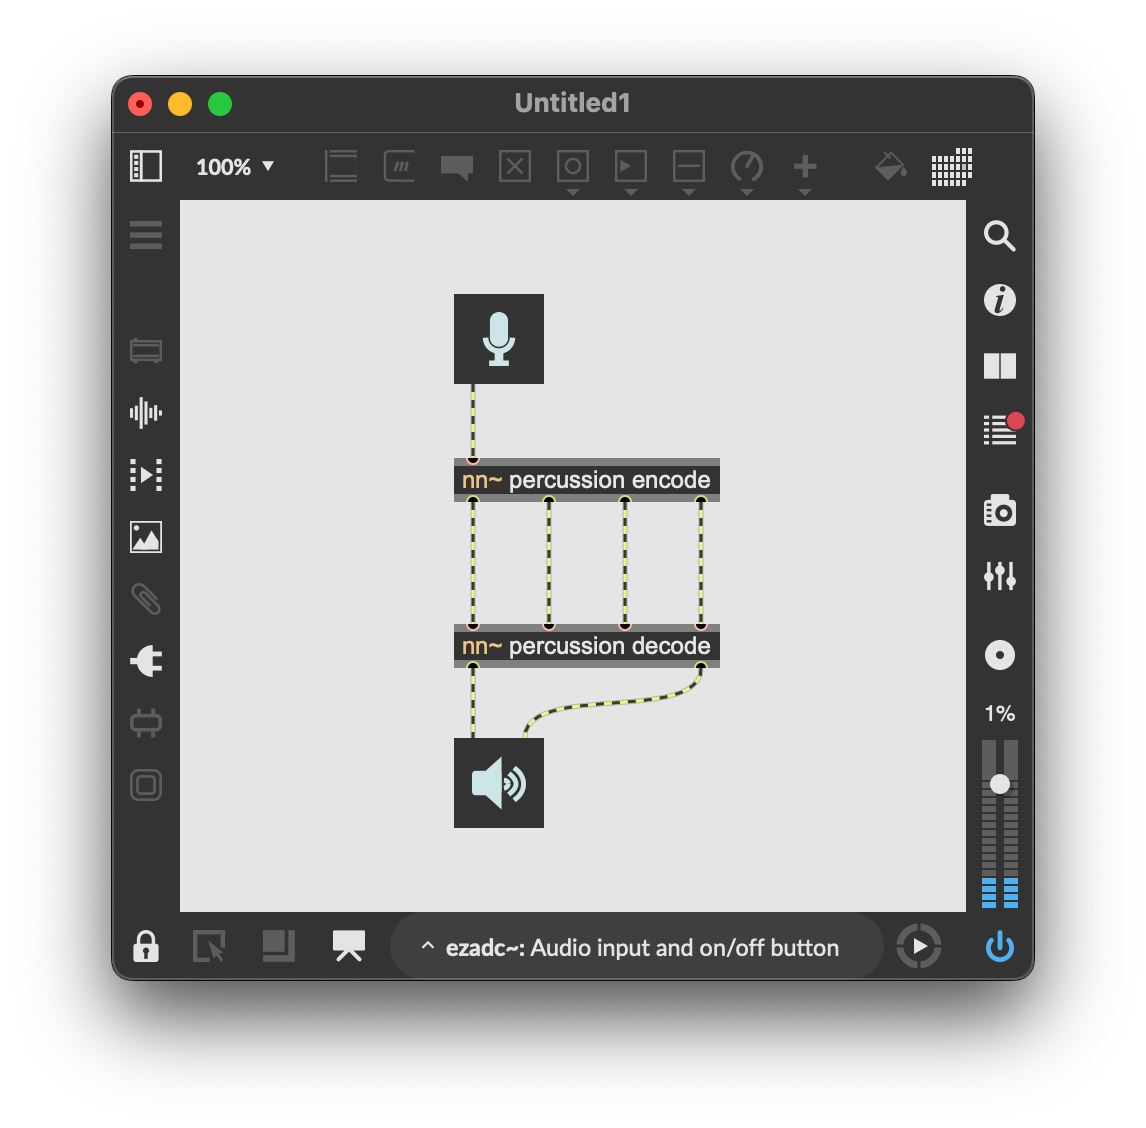 Untitled1
100%
m
nn~ percussion encode
nn~ percussion decode
i
1%
ezadc~: Audio input and on/off button